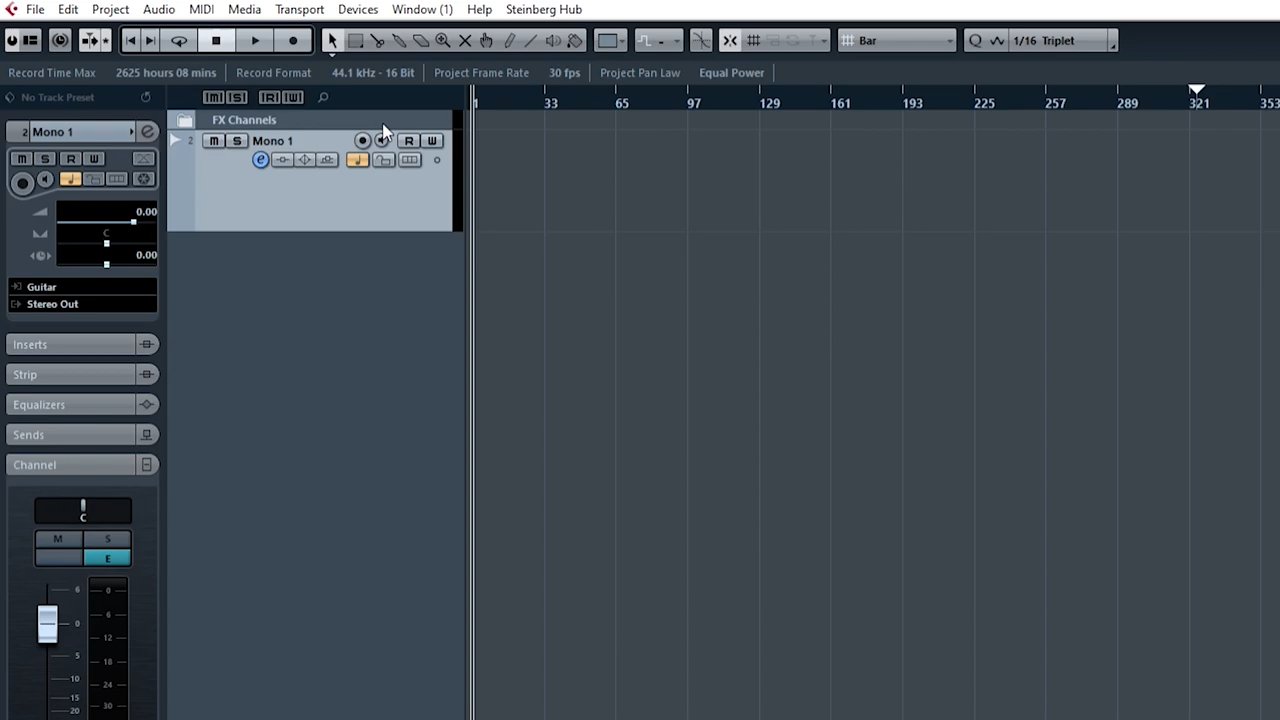 File Edit Project Audio MIDI Media Transport Devices Window (1) Help Steinberg Hub
Bar
Q 1/16 Triplet
Record Time Max 2625 hours 08 mins Record Format 44.1 kHz - 16 Bit Project Frame Rate 30 fps Project Pan Law Equal Power
No Track Preset
M S R W
1 33 65 97 129 161 193 225 257 289 321 353
FX Channels
2 Mono 1
2 M S Mono 1 R W
e
M S R W
0.00
C
0.00
Guitar
Stereo Out
Inserts
Strip
Equalizers
Sends
Channel
C
M S
E
6 0
0 6
5 12
10 18
15 24
20 30